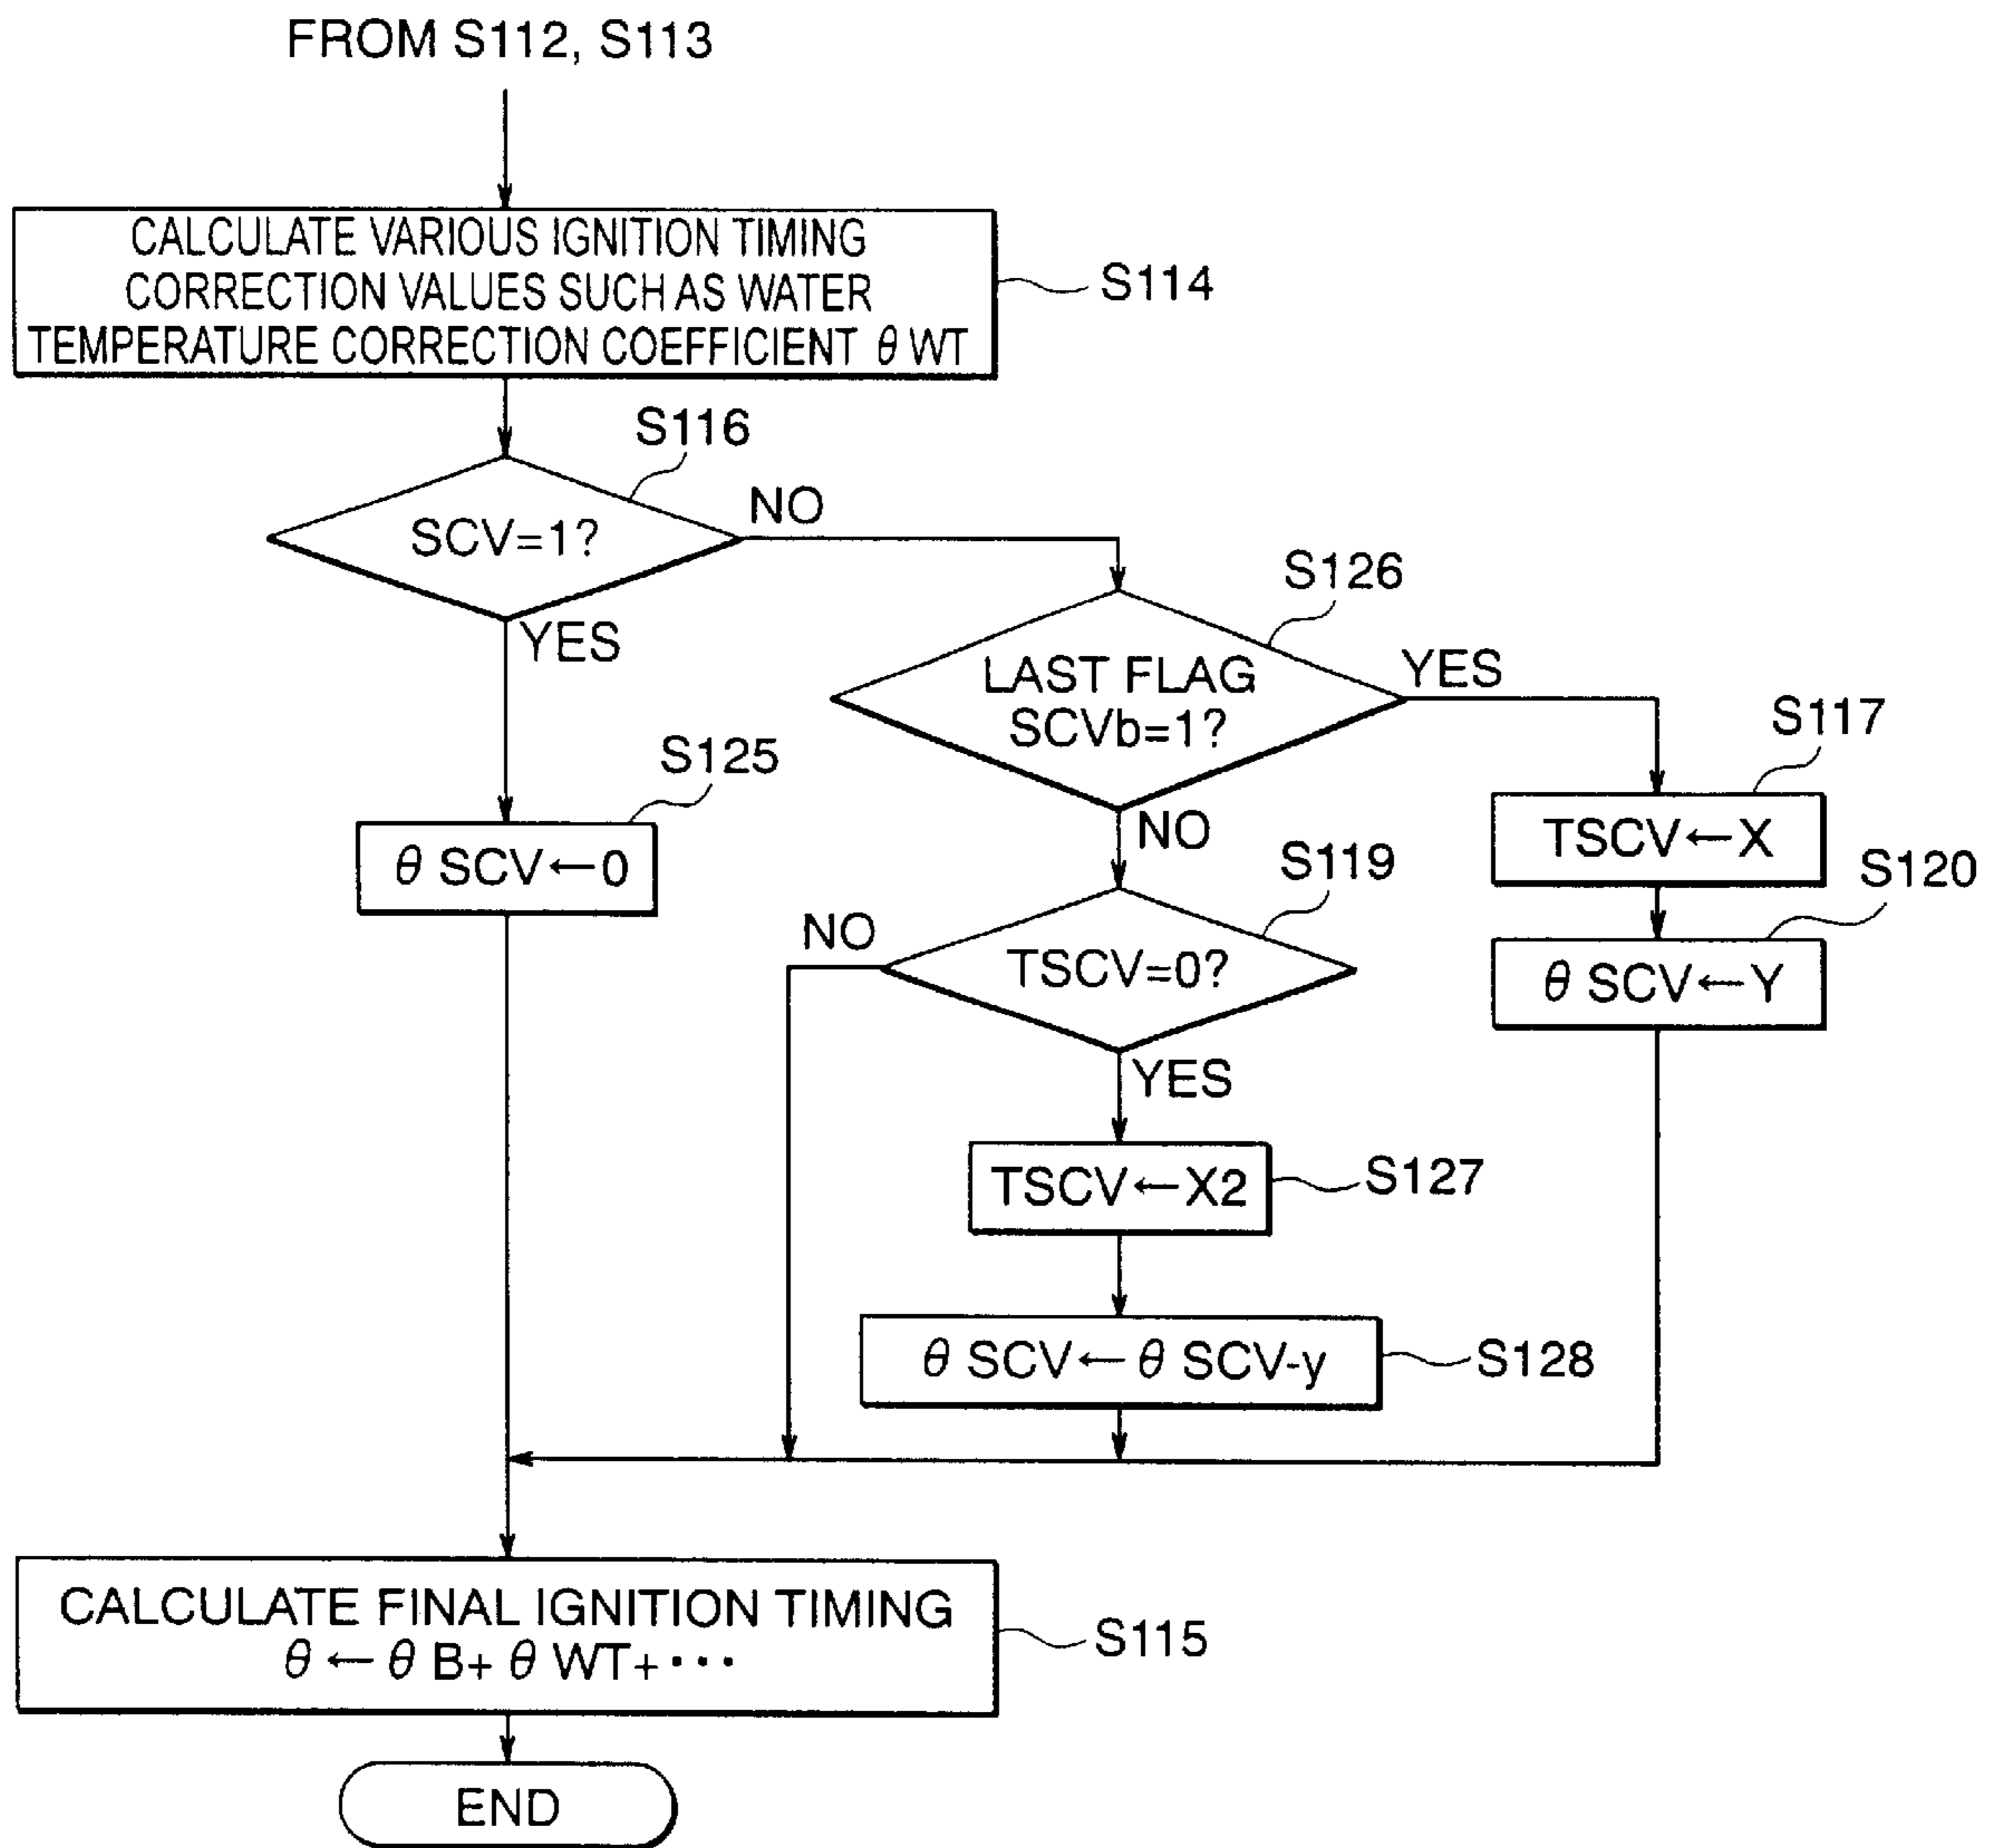 FROM S112, S113
CALCULATE VARIOUS IGNITION TIMING
CORRECTION VALUES SUCH AS WATER
TEMPERATURE CORRECTION COEFFICIENT θ WT
S114
S116
SCV=1?
NO
YES
S126
LAST FLAG
SCVb=1?
YES
NO
S117
TSCV←X
S125
θ SCV←0
S119
TSCV=0?
NO
YES
S120
θ SCV←Y
TSCV←X2
S127
θ SCV←θ SCV-y
S128
CALCULATE FINAL IGNITION TIMING
θ ← θ B+ θ WT+···
S115
END